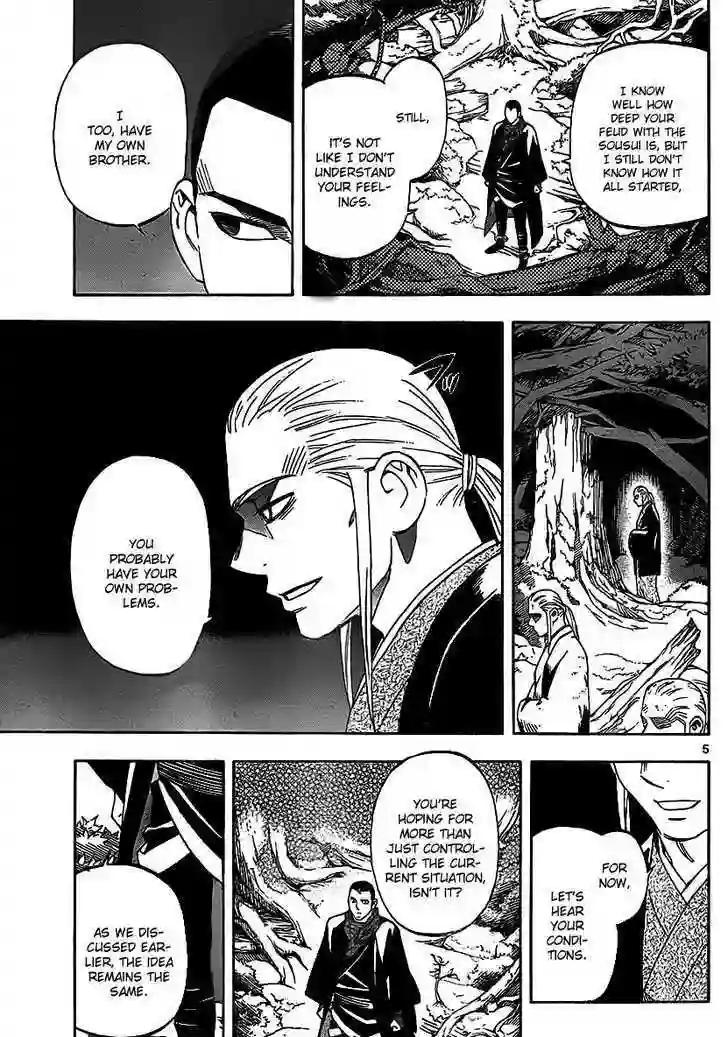 I KNOW
WELL HOW
DEEP YOUR
FEUD WITH THE
SOUSUI IS, BUT
I STILL DON'T
KNOW HOW IT
ALL STARTED,
STILL,
IT'S NOT
LIKE I DON'T
UNDERSTAND
YOUR FEEL-
INGS.
I
TOO, HAVE
MY OWN
BROTHER.
YOU
PROBABLY
HAVE YOUR
OWN PROB-
LEMS.
5
FOR
NOW,
LET'S
HEAR
YOUR
CONDI-
TIONS.
YOU'RE
HOPING FOR
MORE THAN
JUST CONTROL-
LING THE CUR-
RENT SITUATION,
ISN'T IT?
AS WE DIS-
CUSSED EAR-
LIER, THE IDEA
REMAINS THE
SAME.